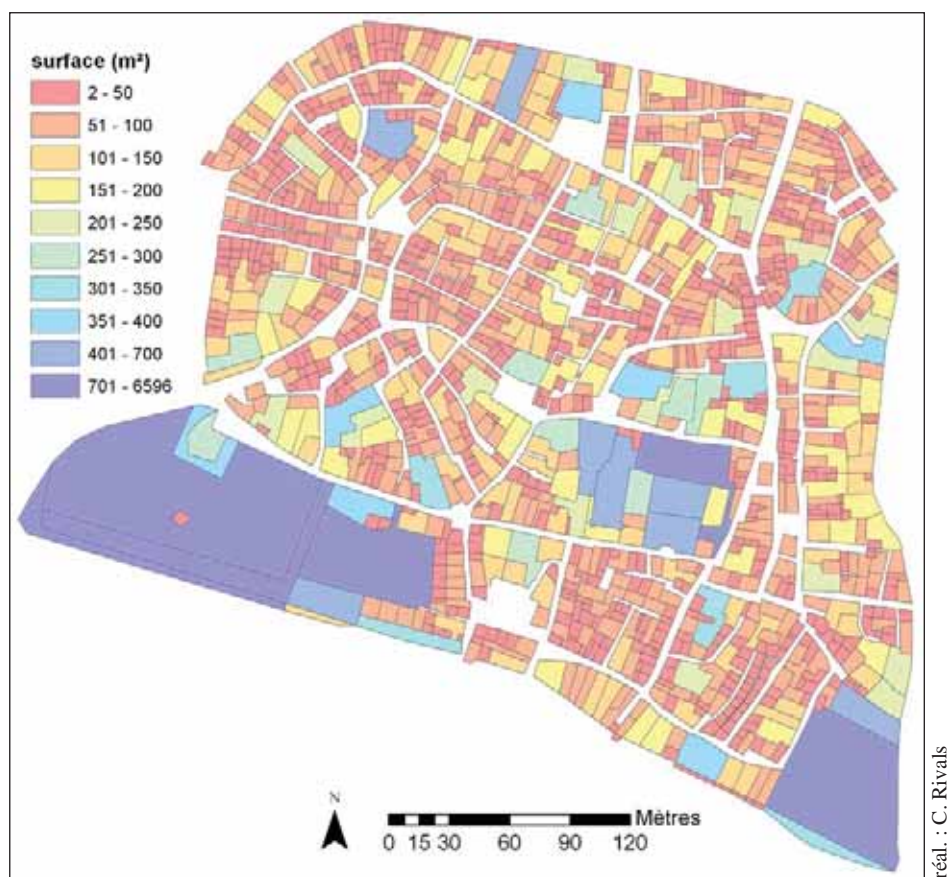 surface (m²)
2 - 50
51 - 100
101 - 150
151 - 200
201 - 250
251 - 300
301 - 350
351 - 400
401 - 700
701 - 6596
N
Mètres
0 15 30 60 90 120
réal. : C. Rivals